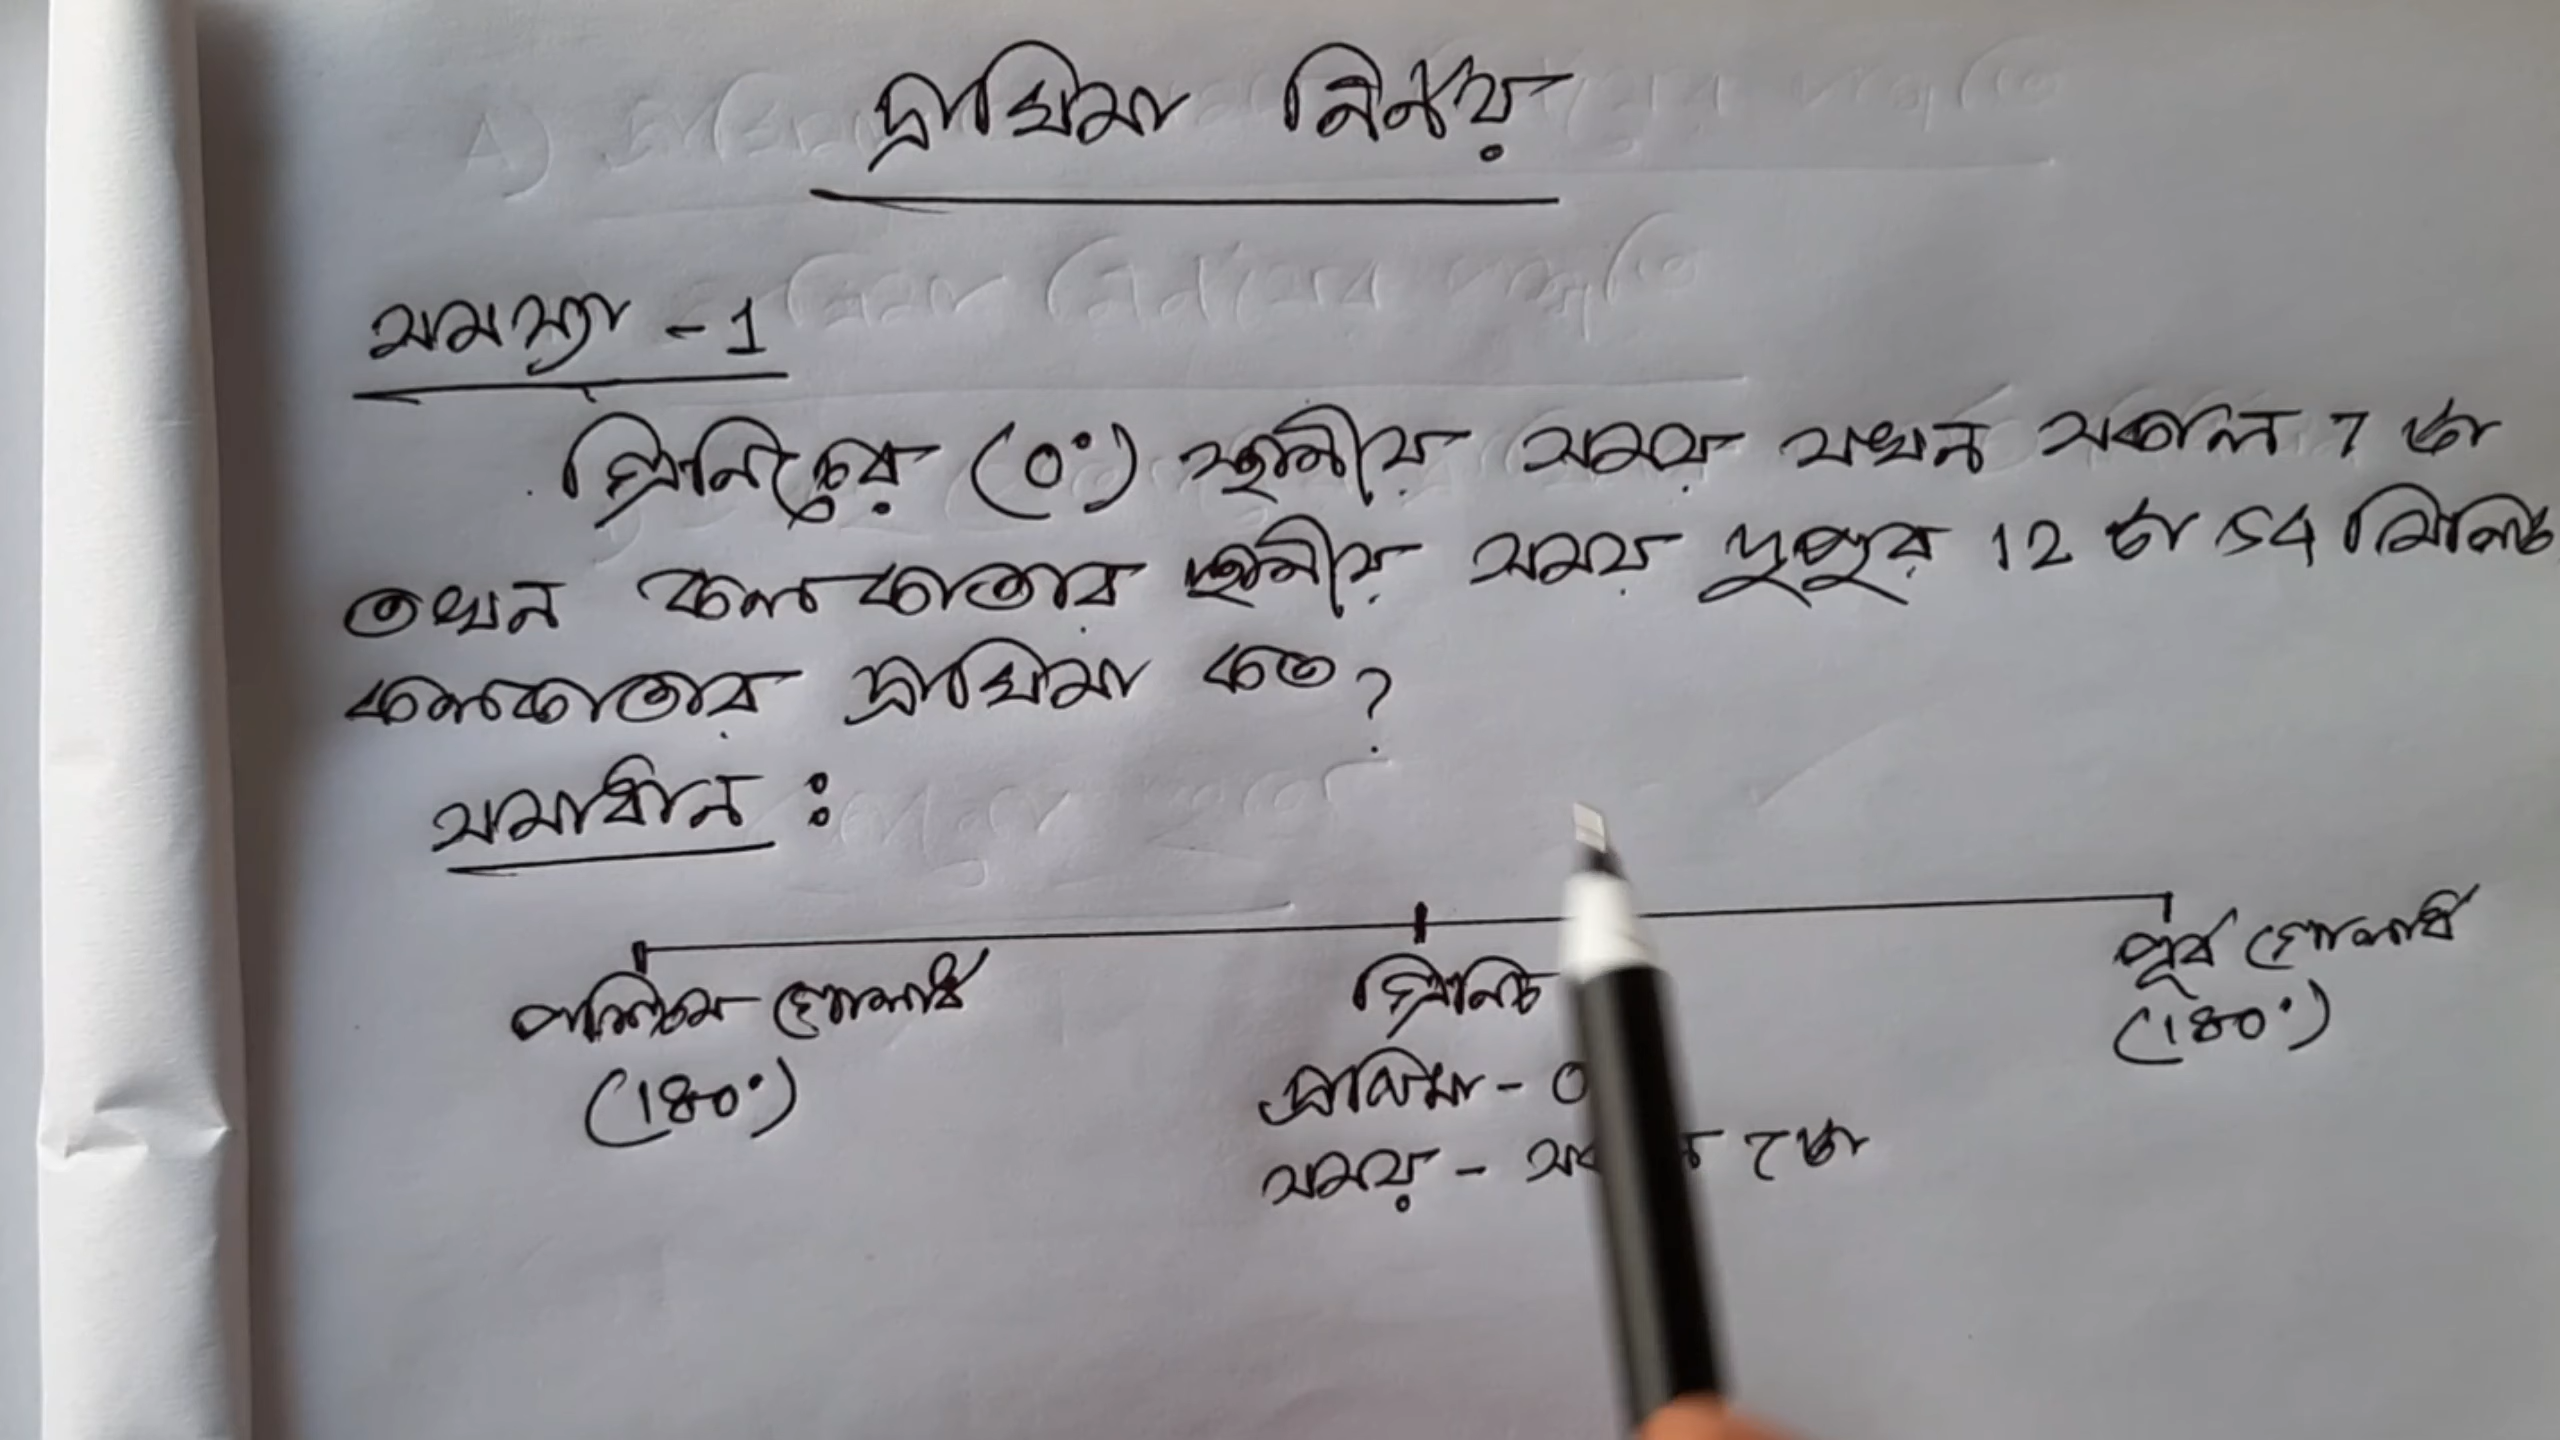 দ্রাঘিমা নির্ণয়
সমস্যা - 1
গ্রিনিচের (0°) স্থানীয় সময় যখন সকাল 7 টা
তখন কলকাতার স্থানীয় সময় দুপুর 12 টা 54 মিনিট
কলকাতার দ্রাঘিমা কত?
সমাধান :
পশ্চিম গোলার্ধ
(180°)
গ্রিনিচ
দ্রাঘিমা - 0
সময় - 7টা
পূর্ব গোলার্ধ
(180°)